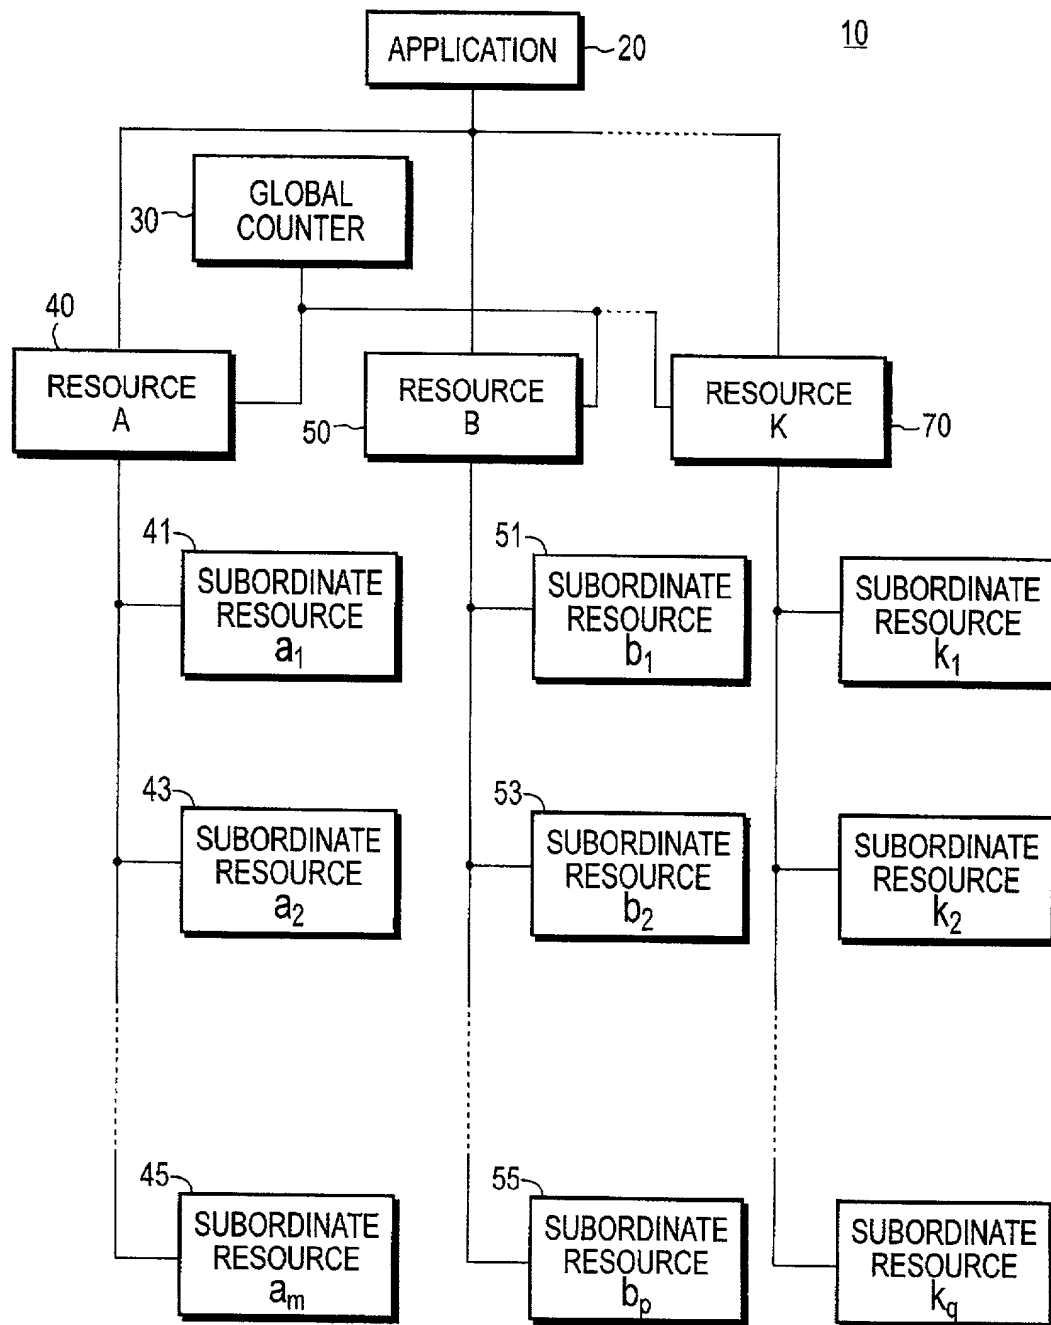 APPLICATION
20
10
GLOBAL
COUNTER
30
40
RESOURCE
A
RESOURCE
B
50
RESOURCE
K
70
41
SUBORDINATE
RESOURCE
a1
51
SUBORDINATE
RESOURCE
b1
SUBORDINATE
RESOURCE
k1
43
SUBORDINATE
RESOURCE
a2
53
SUBORDINATE
RESOURCE
b2
SUBORDINATE
RESOURCE
k2
45
SUBORDINATE
RESOURCE
am
55
SUBORDINATE
RESOURCE
bp
SUBORDINATE
RESOURCE
kq